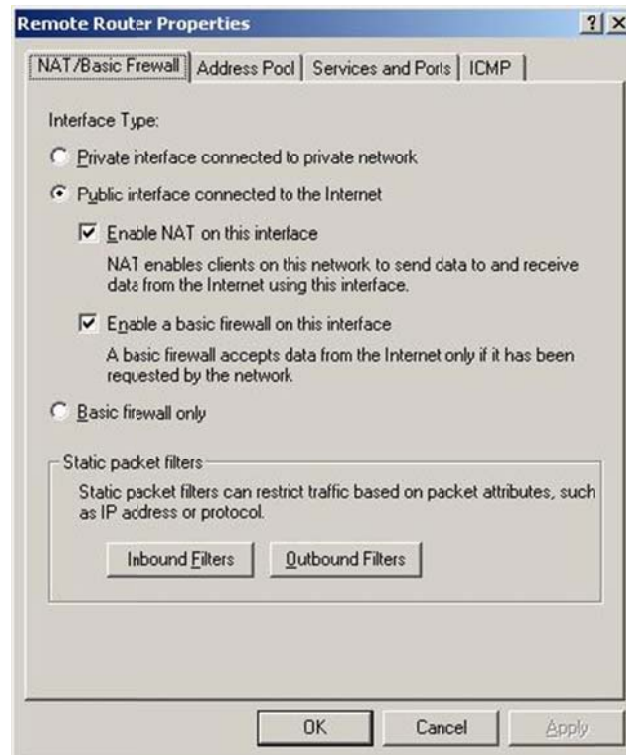 Remote Router Properties
NAT/Basic Firewall
Address Pool
Services and Ports
ICMP
Interface Type:
Private interface connected to private network
Public interface connected to the Internet
Enable NAT on this interface
NAT enables clients on this network to send data to and receive
data from the Internet using this interface.
Enable a basic firewall on this interface
A basic firewall accepts data from the Internet only if it has been
requested by the network
Basic firewall only
Static packet filters
Static packet filters can restrict traffic based on packet attributes, such
as IP address or protocol.
Inbound Filters
Outbound Filters
OK
Cancel
Apply